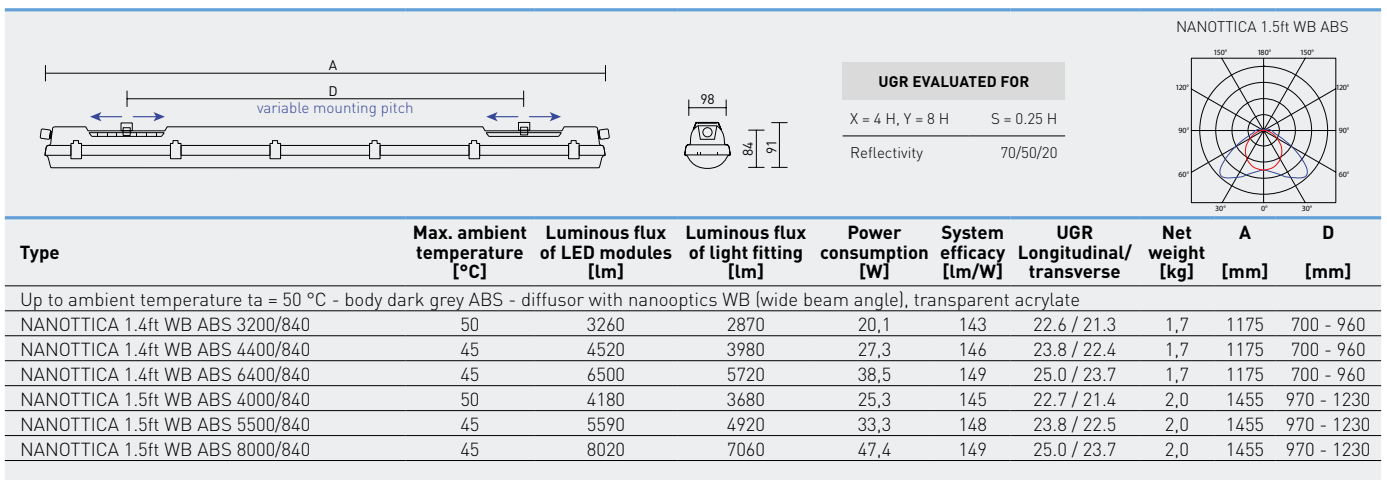 NANOTTICA 1.5ft WB ABS
A
D
variable mounting pitch
98
84
91
UGR EVALUATED FOR
X = 4 H, Y = 8 H S = 0.25 H
Reflectivity 70/50/20
150° 180° 150°
120° 120°
90° 90°
60° 60°
30° 0° 30°
Type Max. ambient temperature [°C] Luminous flux of LED modules [lm] Luminous flux of light fitting [lm] Power consumption [W] System efficacy [lm/W] UGR Longitudinal/ transverse Net weight [kg] A [mm] D [mm]
Up to ambient temperature ta = 50 °C - body dark grey ABS - diffusor with nanooptics WB (wide beam angle), transparent acrylate
NANOTTICA 1.4ft WB ABS 3200/840 50 3260 2870 20,1 143 22.6 / 21.3 1,7 1175 700 - 960
NANOTTICA 1.4ft WB ABS 4400/840 45 4520 3980 27,3 146 23.8 / 22.4 1,7 1175 700 - 960
NANOTTICA 1.4ft WB ABS 6400/840 45 6500 5720 38,5 149 25.0 / 23.7 1,7 1175 700 - 960
NANOTTICA 1.5ft WB ABS 4000/840 50 4180 3680 25,3 145 22.7 / 21.4 2,0 1455 970 - 1230
NANOTTICA 1.5ft WB ABS 5500/840 45 5590 4920 33,3 148 23.8 / 22.5 2,0 1455 970 - 1230
NANOTTICA 1.5ft WB ABS 8000/840 45 8020 7060 47,4 149 25.0 / 23.7 2,0 1455 970 - 1230